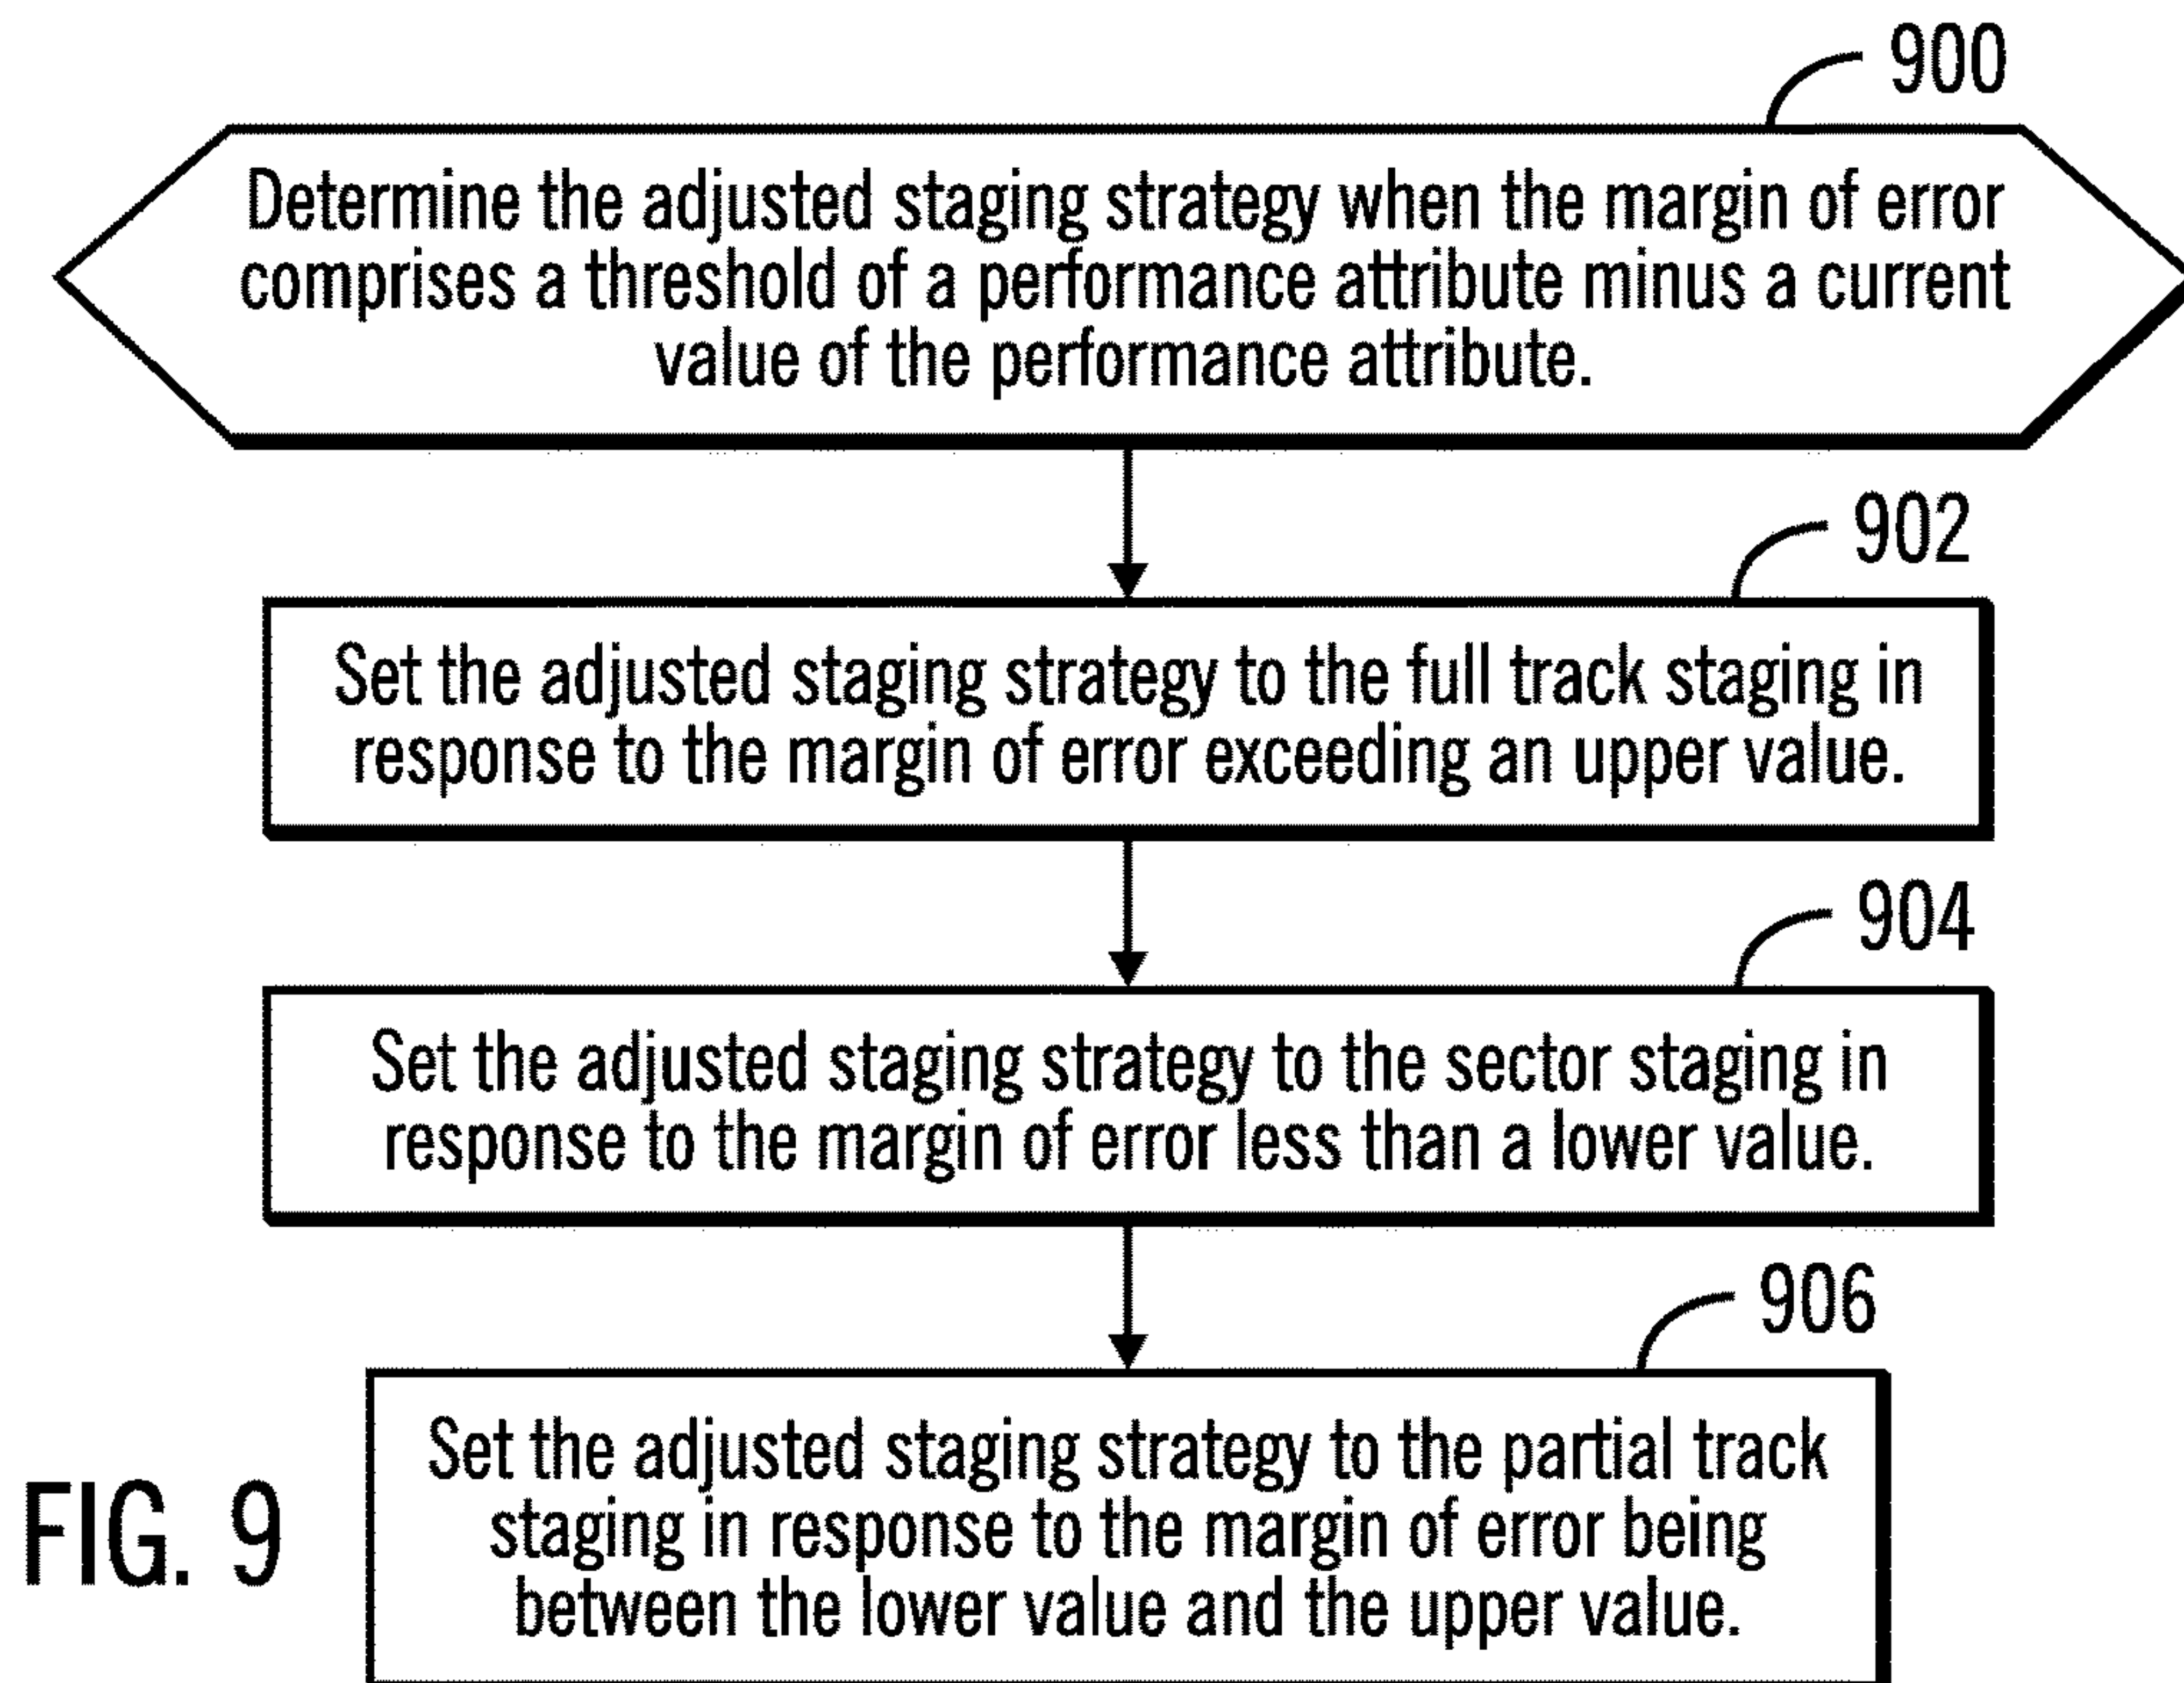 900
Determine the adjusted staging strategy when the margin of error
comprises a threshold of a performance attribute minus a current
value of the performance attribute.
902
Set the adjusted staging strategy to the full track staging in
response to the margin of error exceeding an upper value.
904
Set the adjusted staging strategy to the sector staging in
response to the margin of error less than a lower value.
906
Set the adjusted staging strategy to the partial track
staging in response to the margin of error being
between the lower value and the upper value.
FIG. 9